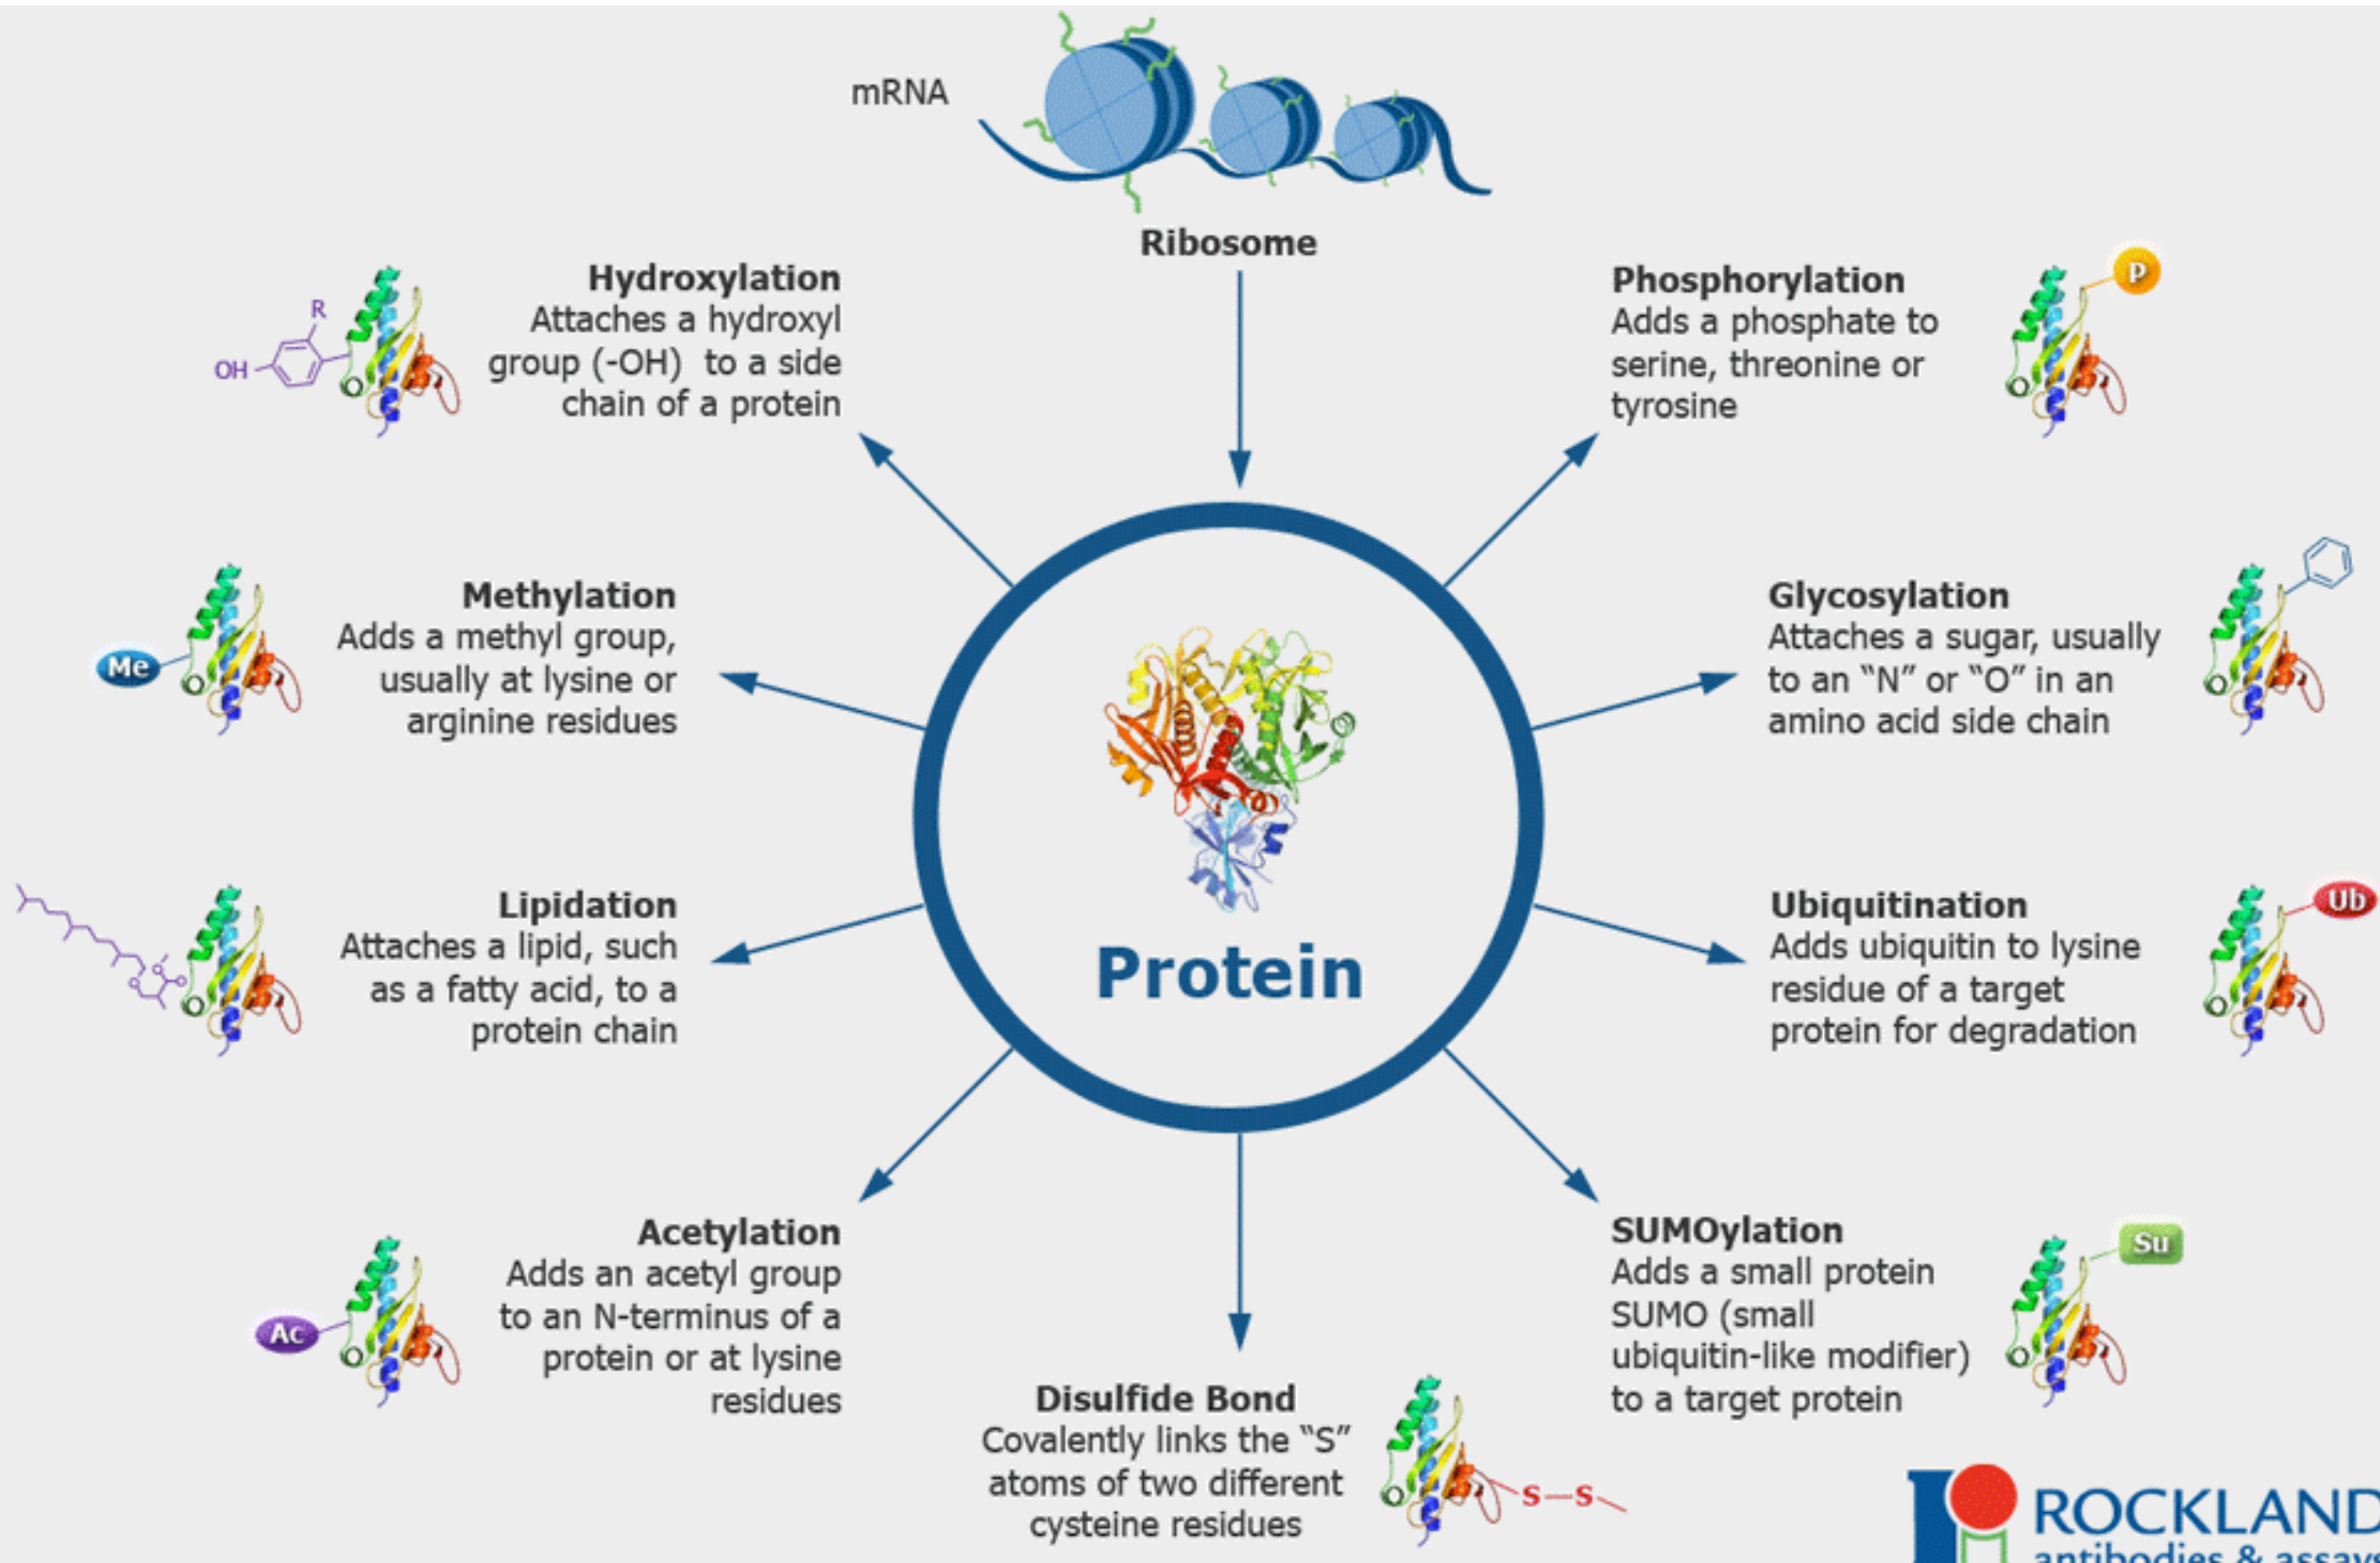 mRNA
Ribosome
Hydroxylation
Attaches a hydroxyl
group (-OH)  to a side
chain of a protein
R
OH
Phosphorylation
Adds a phosphate to
serine, threonine or
tyrosine
P
Methylation
Adds a methyl group,
usually at lysine or
arginine residues
Me
Glycosylation
Attaches a sugar, usually
to an “N” or “O” in an
amino acid side chain
Protein
Lipidation
Attaches a lipid, such
as a fatty acid, to a
protein chain
Ubiquitination
Adds ubiquitin to lysine
residue of a target
protein for degradation
Ub
Acetylation
Adds an acetyl group
to an N-terminus of a
protein or at lysine
residues
Ac
Disulfide Bond
Covalently links the “S”
atoms of two different
cysteine residues
S—S
SUMOylation
Adds a small protein
SUMO (small
ubiquitin-like modifier)
to a target protein
Su
ROCKLAND
antibodies & assays